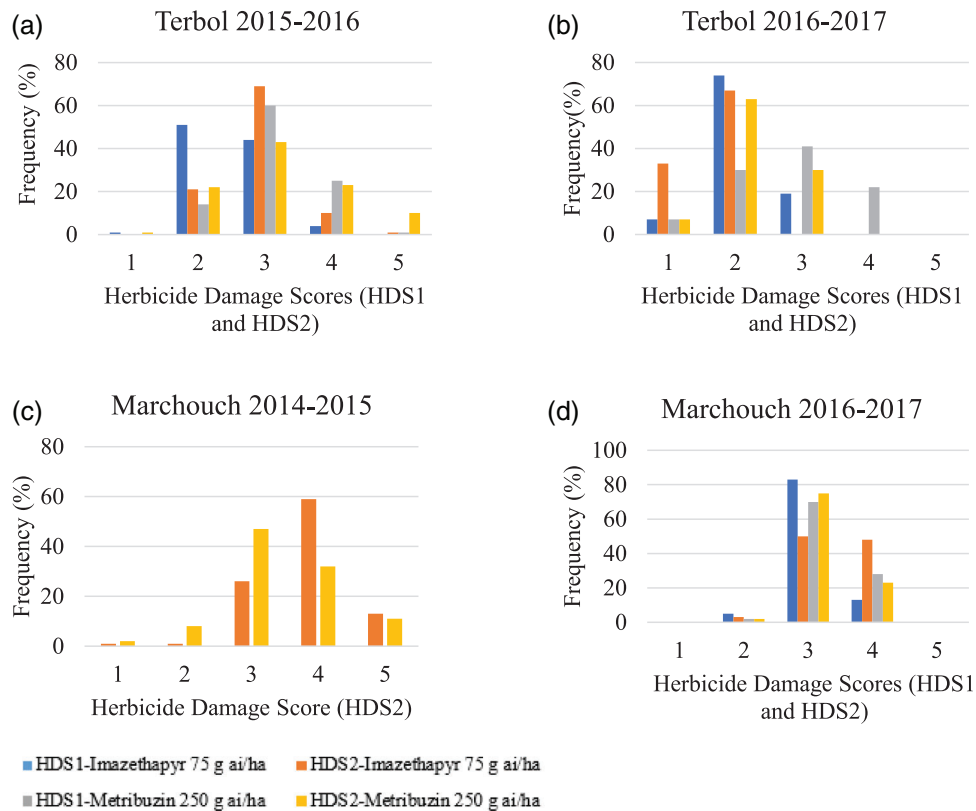 (a)
Terbol 2015-2016
Frequency (%)
80
60
40
20
0
1 2 3 4 5
Herbicide Damage Scores (HDS1
and HDS2)
(b)
Terbol 2016-2017
Frequency(%)
80
60
40
20
0
1 2 3 4 5
Herbicide Damage Scores (HDS1
and HDS2)
(c)
Marchouch 2014-2015
Frequency (%)
80
60
40
20
0
1 2 3 4 5
Herbicide Damage Score (HDS2)
(d)
Marchouch 2016-2017
Frequency (%)
100
80
60
40
20
0
1 2 3 4 5
Herbicide Damage Scores (HDS1
and HDS2)
HDS1-Imazethapyr 75 g ai/ha HDS2-Imazethapyr 75 g ai/ha
HDS1-Metribuzin 250 g ai/ha HDS2-Metribuzin 250 g ai/ha